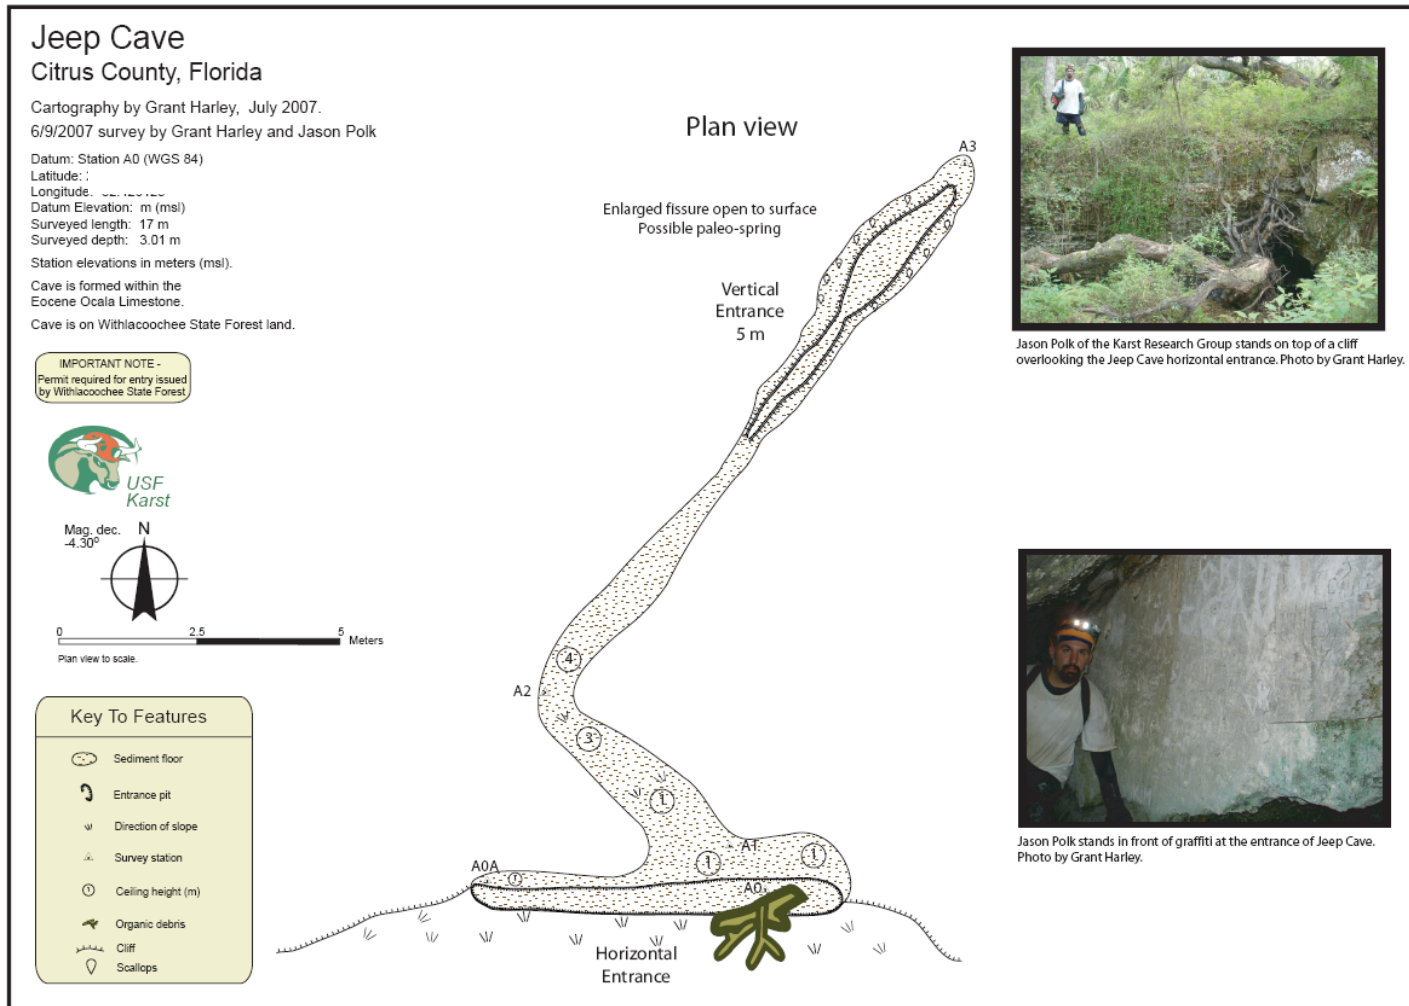 Jeep Cave
Citrus County, Florida
Cartography by Grant Harley, July 2007.
6/9/2007 survey by Grant Harley and Jason Polk
Datum: Station A0 (WGS 84)
Latitude:
Longitude:
Datum Elevation: m (msl)
Surveyed length: 17 m
Surveyed depth: 3.01 m
Station elevations in meters (msl).
Cave is formed within the
Eocene Ocala Limestone.
Cave is on Withlacoochee State Forest land.
IMPORTANT NOTE -
Permit required for entry issued
by Withlacoochee State Forest
USF
Karst
Mag. dec.
-4.30º
N
0 2.5 5
Meters
Plan view to scale.
Key To Features
Sediment floor
Entrance pit
Direction of slope
Survey station
1 Ceiling height (m)
Organic debris
Cliff
Scallops
Plan view
A3
Enlarged fissure open to surface
Possible paleo-spring
Vertical
Entrance
5 m
4
A2
3
1
A1
1
1
A0A
1
A0
Horizontal
Entrance
Jason Polk of the Karst Research Group stands on top of a cliff
overlooking the Jeep Cave horizontal entrance. Photo by Grant Harley.
Jason Polk stands in front of graffiti at the entrance of Jeep Cave.
Photo by Grant Harley.